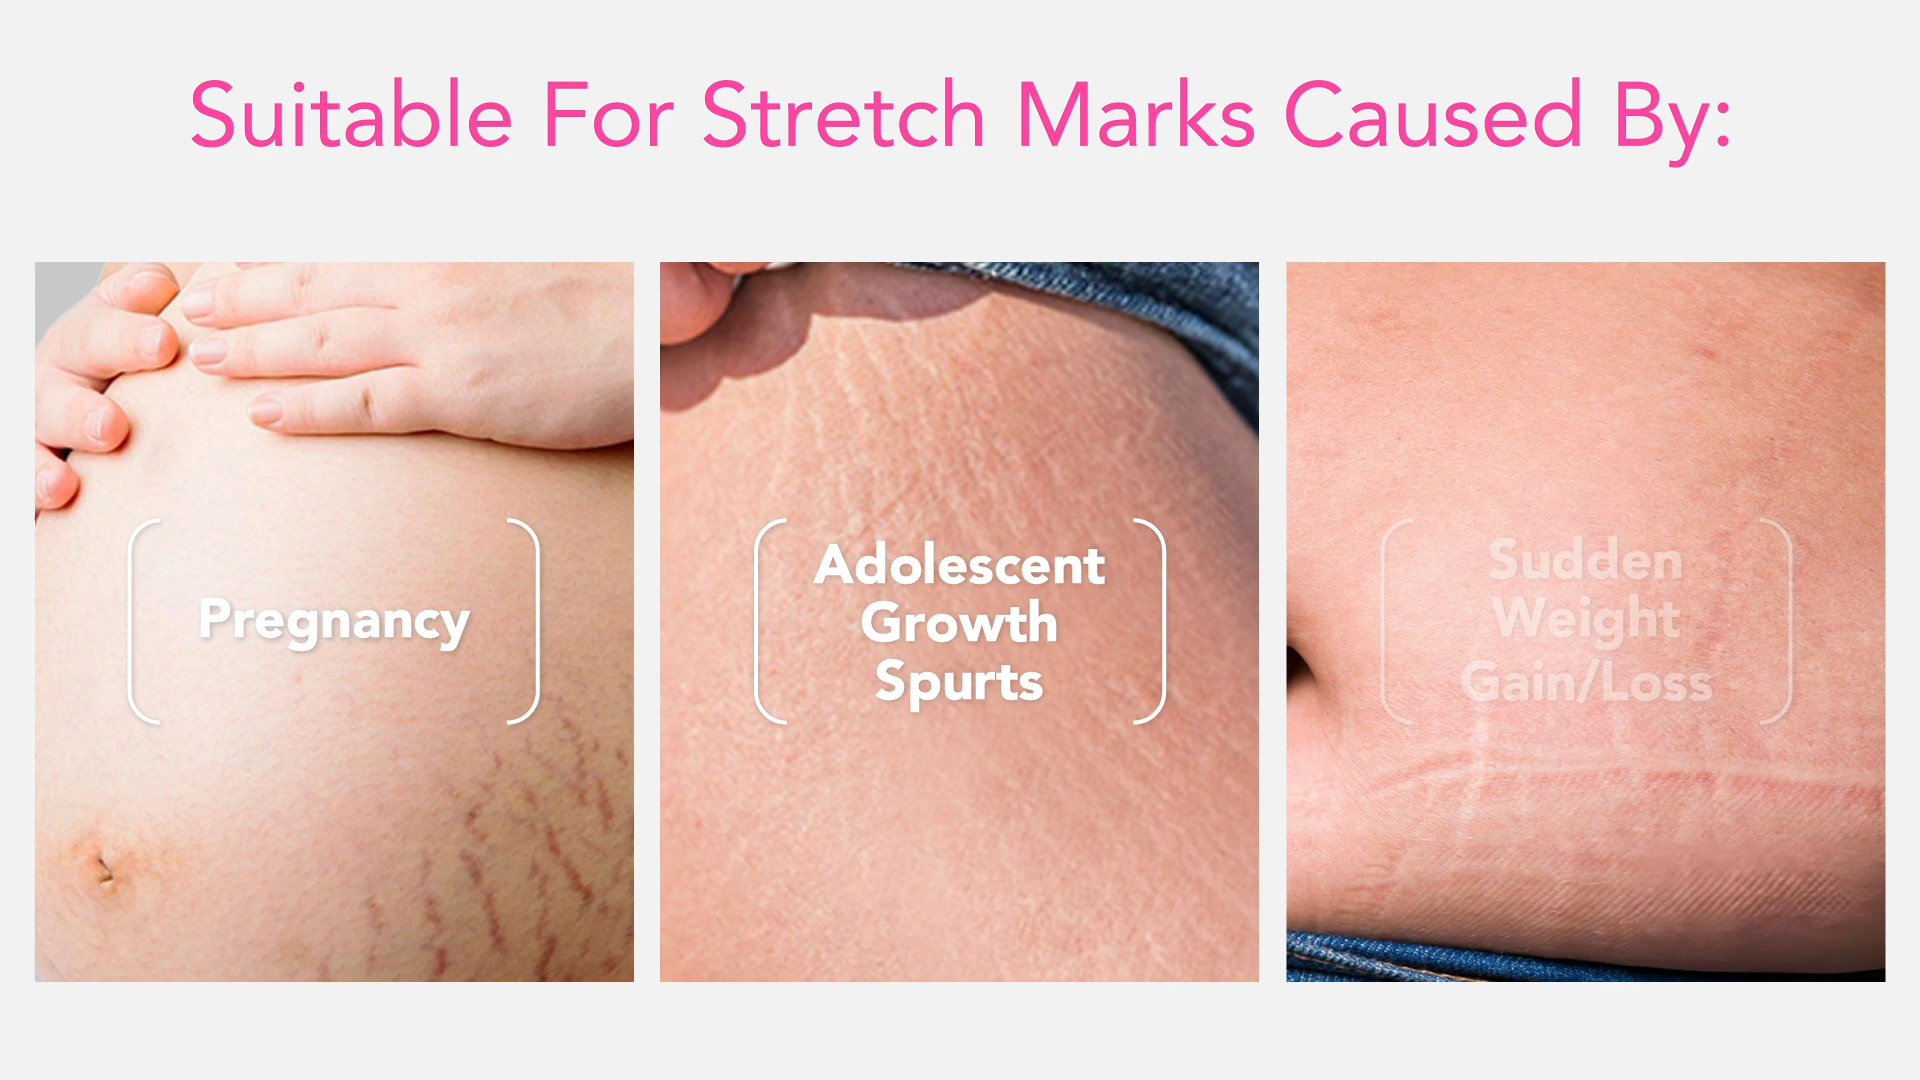 Suitable For Stretch Marks Caused By:
Pregnancy
Adolescent
Growth
Spurts
Sudden
Weight
Gain/Loss